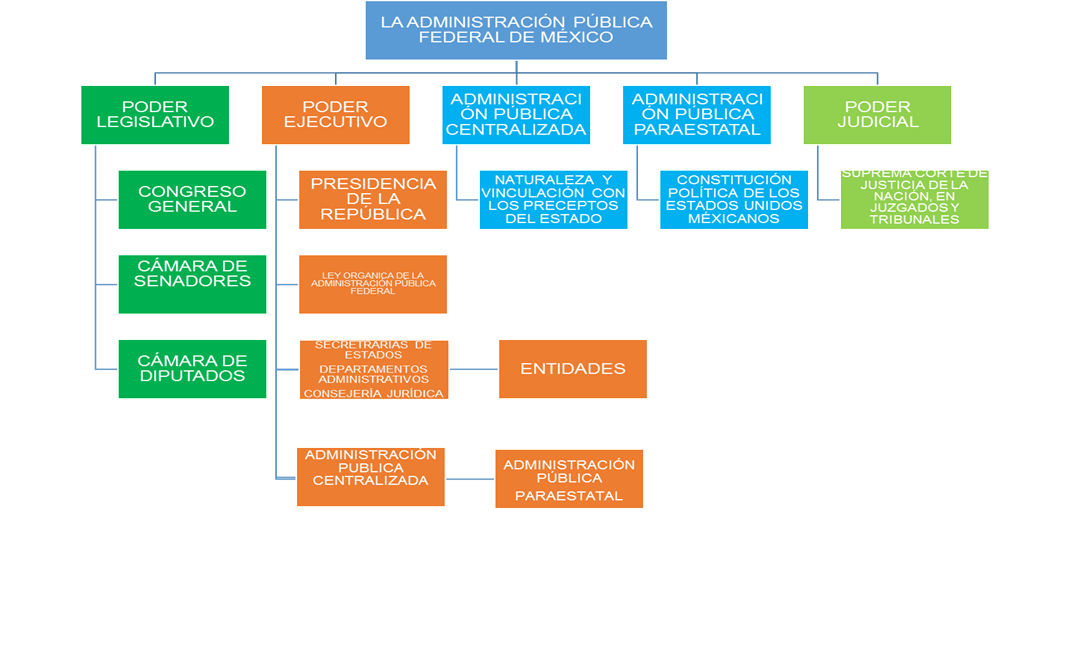 LA ADMINISTRACIÓN PÚBLICA
FEDERAL DE MÉXICO
PODER
LEGISLATIVO
PODER
EJECUTIVO
ADMINISTRACI
ÓN PÚBLICA
CENTRALIZADA
ADMINISTRACI
ÓN PÚBLICA
PARAESTATAL
PODER
JUDICIAL
CONGRESO
GENERAL
PRESIDENCIA
DE LA
REPÚBLICA
NATURALEZA Y
VINCULACIÓN CON
LOS PRECEPTOS
DEL ESTADO
CONSTITUCIÓN
POLÍTICA DE LOS
ESTADOS UNIDOS
MÉXICANOS
SUPREMA CORTE DE
JUSTICIA DE LA
NACIÓN, EN
JUZGADOS Y
TRIBUNALES
CÁMARA DE
SENADORES
LEY ORGANICA DE LA
ADMINISTRACIÓN PÚBLICA
FEDERAL
CÁMARA DE
DIPUTADOS
SECRETRARIAS DE
ESTADOS
DEPARTAMENTOS
ADMINISTRATIVOS
CONSEJERÍA JURÍDICA
ENTIDADES
ADMINISTRACIÓN
PUBLICA
CENTRALIZADA
ADMINISTRACIÓN
PÚBLICA
PARAESTATAL